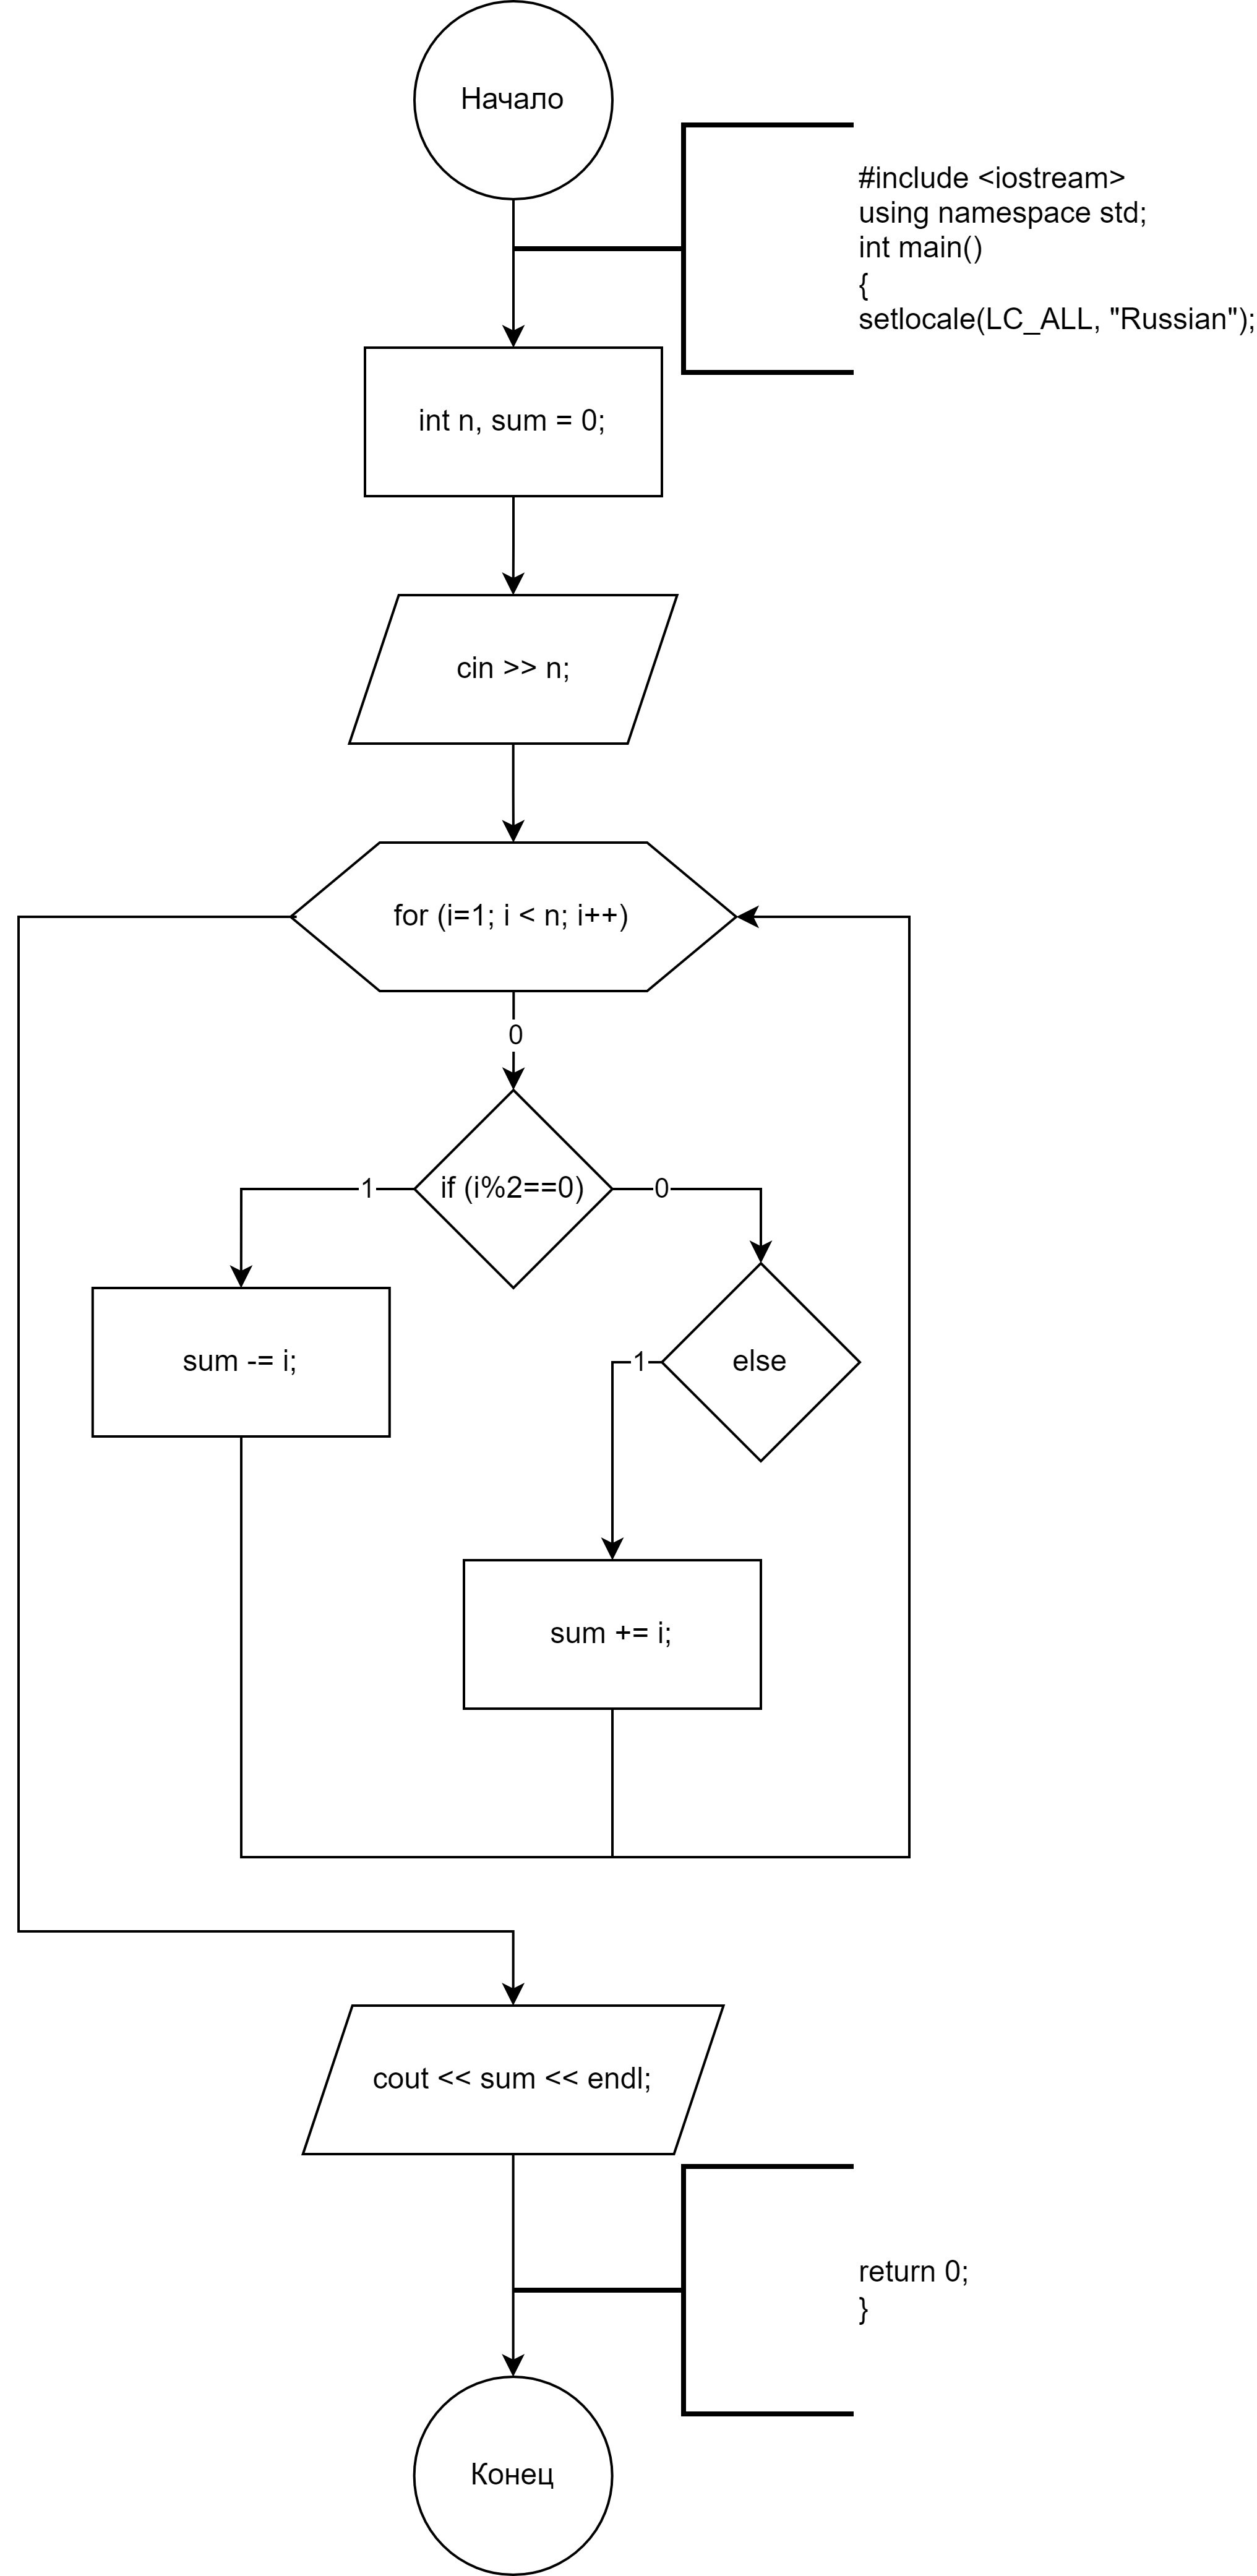 Начало
#include <iostream>
using namespace std;
int main()
{
setlocale(LC_ALL, "Russian");
int n, sum = 0;
cin >> n;
for (i=1; i < n; i++)
0
if (i%2==0)
1
0
sum -= i;
else
1
sum += i;
cout << sum << endl;
return 0;
}
Конец